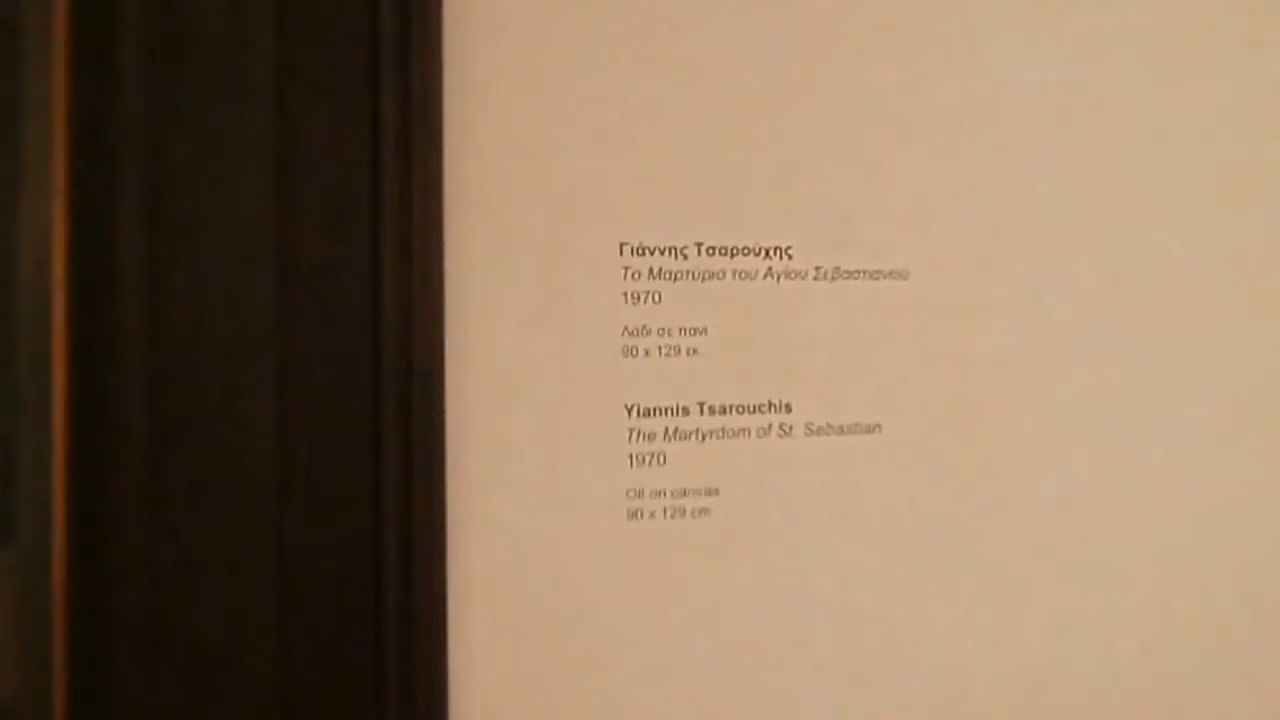 Γιάννης Τσαρούχης
Το Μαρτύριο του Αγίου Σεβαστιανού
1970
Λάδι σε πανί
90 x 129 εκ.
Yiannis Tsarouchis
The Martyrdom of St. Sebastian
1970
Oil on canvas
90 x 129 cm